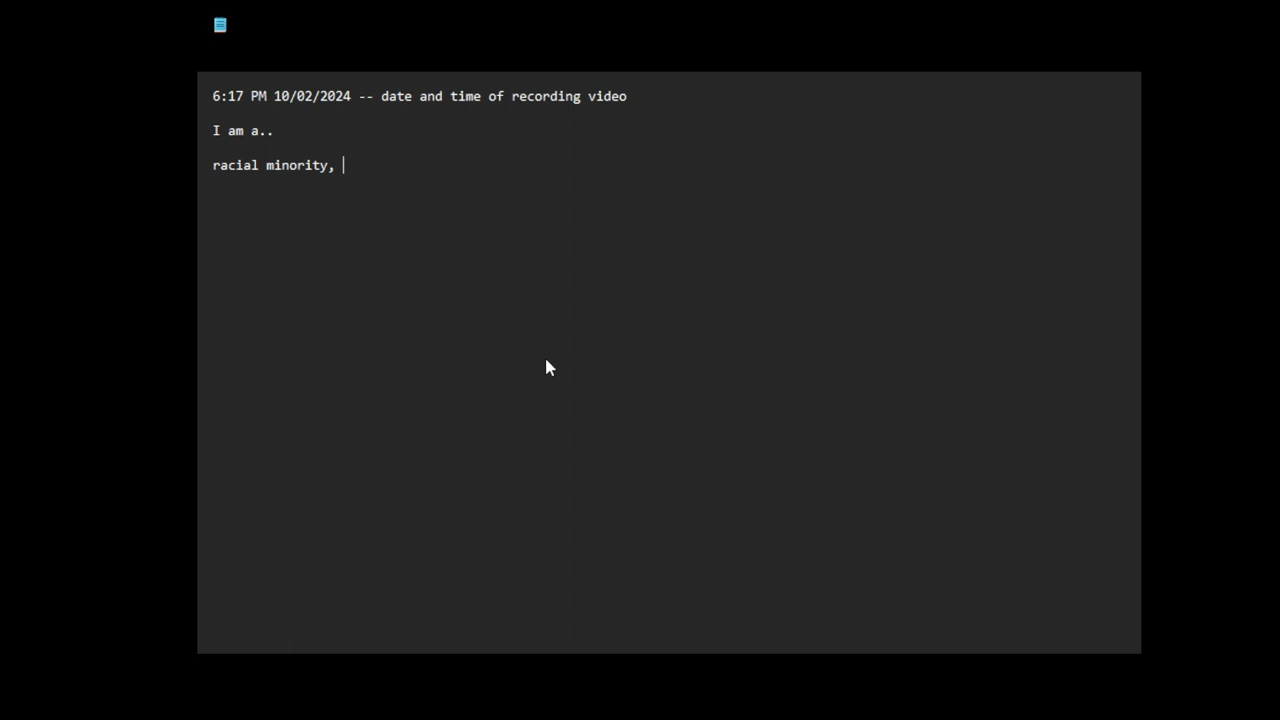 6:17 PM 10/02/2024 -- date and time of recording video
I am a..
racial minority,